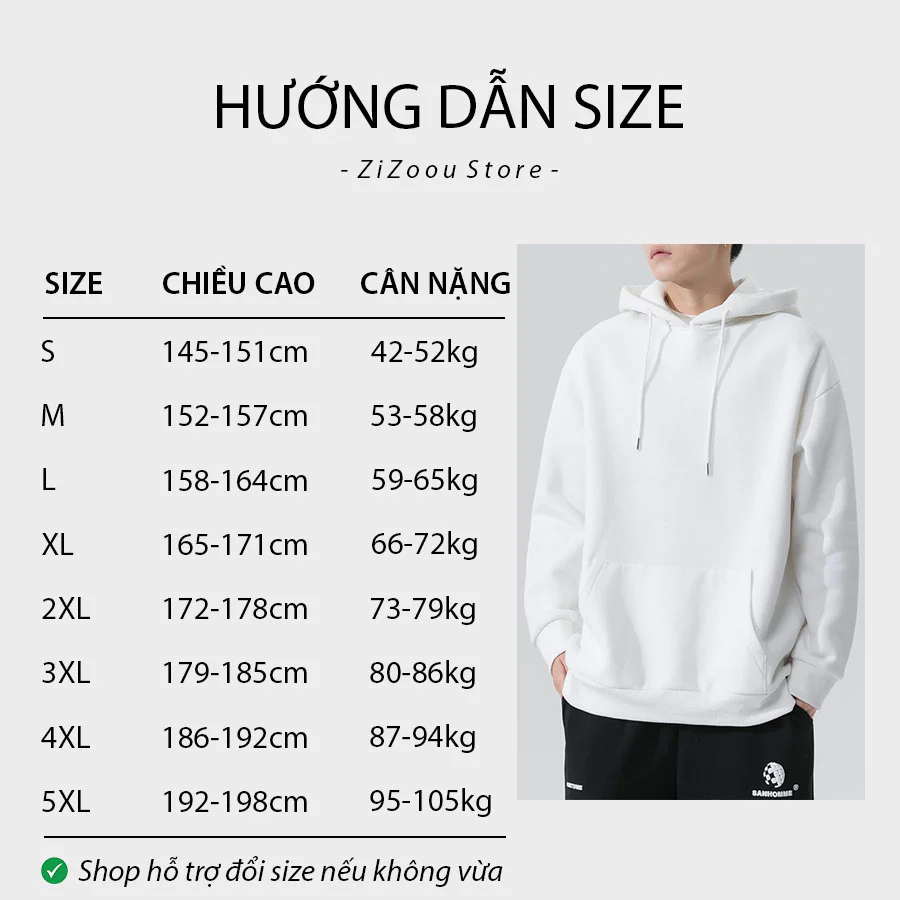 HƯỚNG DẪN SIZE
- ZiZoou Store -
SIZE CHIỀU CAO CÂN NẶNG
S 145-151cm 42-52kg
M 152-157cm 53-58kg
L 158-164cm 59-65kg
XL 165-171cm 66-72kg
2XL 172-178cm 73-79kg
3XL 179-185cm 80-86kg
4XL 186-192cm 87-94kg
5XL 192-198cm 95-105kg
Shop hỗ trợ đổi size nếu không vừa
SANHOMME ®